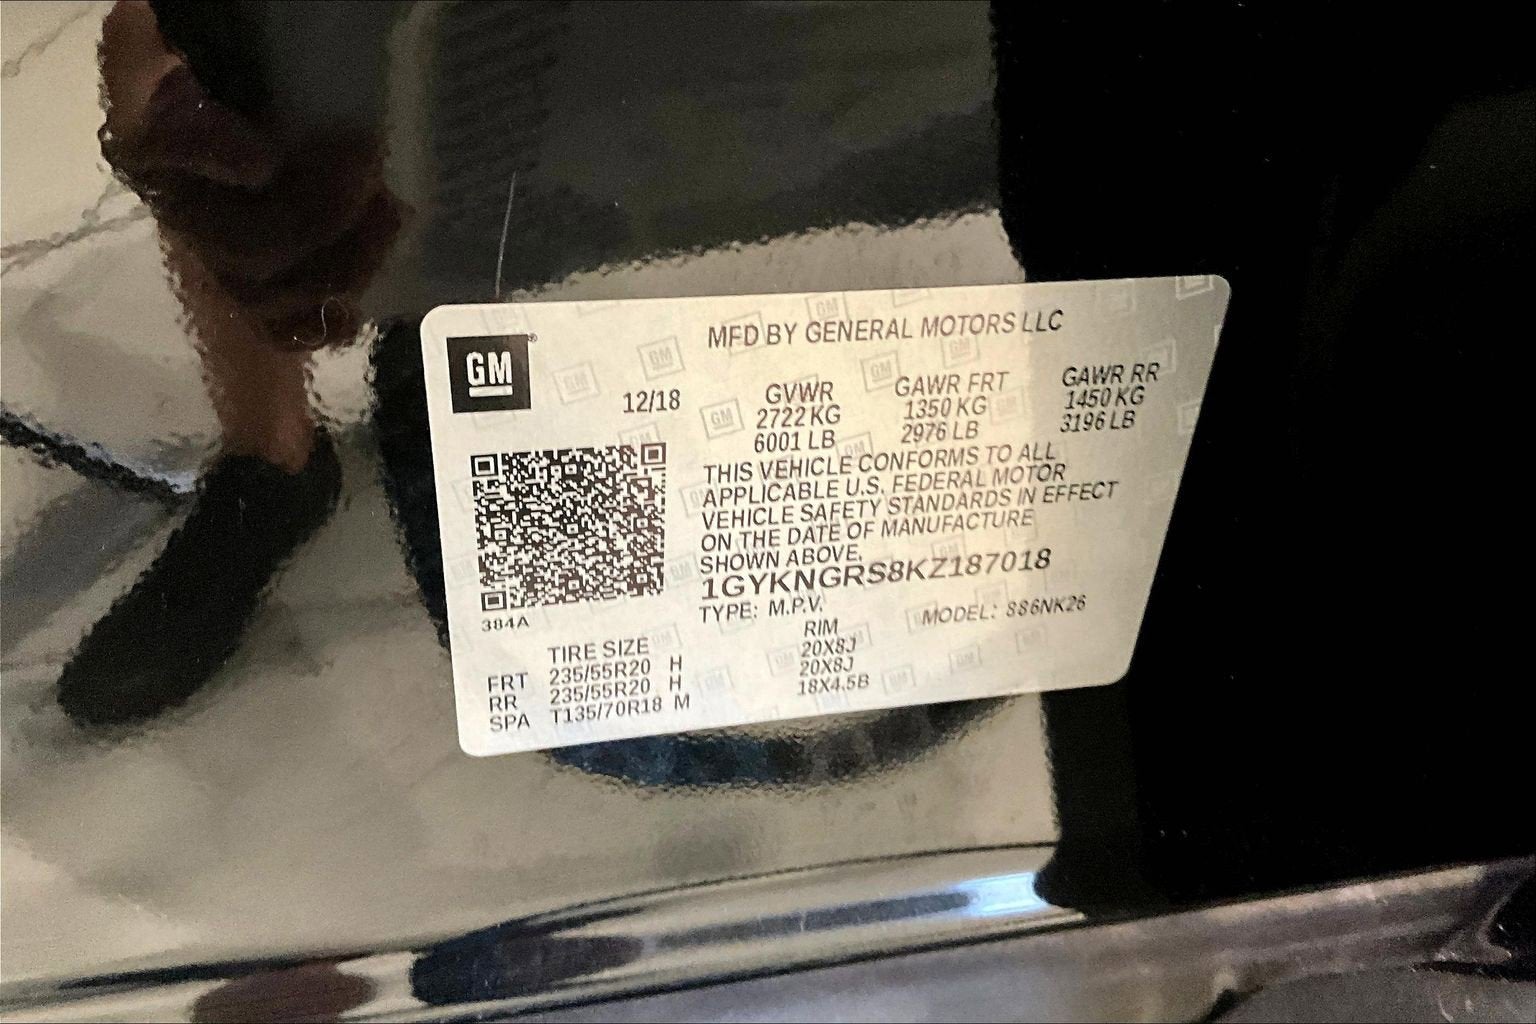 GM
MFD BY GENERAL MOTORS LLC
12/18
GVWR GAWR FRT GAWR RR
2722 KG 1350 KG 1450 KG
6001 LB 2976 LB 3196 LB
THIS VEHICLE CONFORMS TO ALL
APPLICABLE U.S. FEDERAL MOTOR
VEHICLE SAFETY STANDARDS IN EFFECT
ON THE DATE OF MANUFACTURE
SHOWN ABOVE.
1GYKNGRS8KZ187018
TYPE: M.P.V. MODEL: 886NK26
384A
TIRE SIZE RIM
FRT 235/55R20 H 20X8J
RR 235/55R20 H 20X8J
SPA T135/70R18 M 18X4.5B